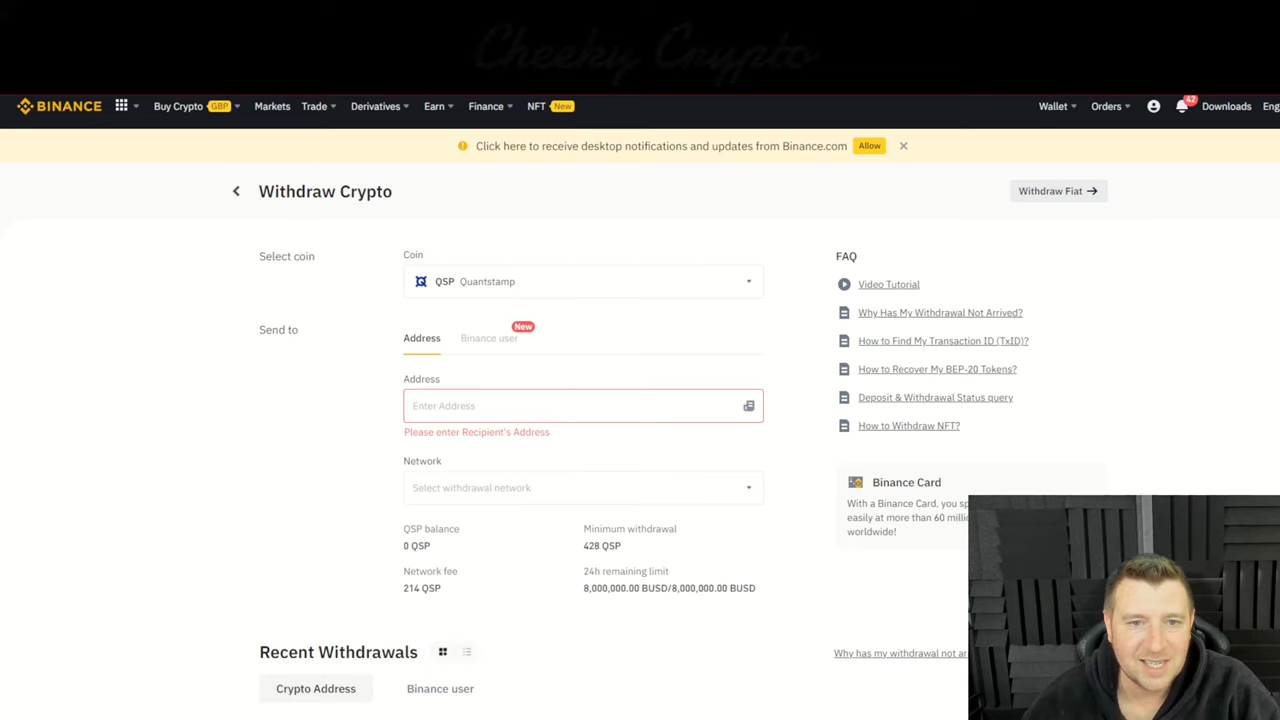 Cheeky Crypto
BINANCE Buy Crypto GBP Markets Trade Derivatives Earn Finance NFT New Wallet Orders 42 Downloads Eng
Click here to receive desktop notifications and updates from Binance.com Allow
Withdraw Crypto
Withdraw Fiat
Select coin
Coin
QSP Quantstamp
Send to
New
Address Binance user
Address
Enter Address
Please enter Recipient's Address
Network
Select withdrawal network
QSP balance Minimum withdrawal
0 QSP 428 QSP
Network fee 24h remaining limit
214 QSP 8,000,000.00 BUSD/8,000,000.00 BUSD
FAQ
Video Tutorial
Why Has My Withdrawal Not Arrived?
How to Find My Transaction ID (TxID)?
How to Recover My BEP-20 Tokens?
Deposit & Withdrawal Status query
How to Withdraw NFT?
Binance Card
With a Binance Card, you sp
easily at more than 60 millio
worldwide!
Recent Withdrawals
Why has my withdrawal not arr
Crypto Address Binance user